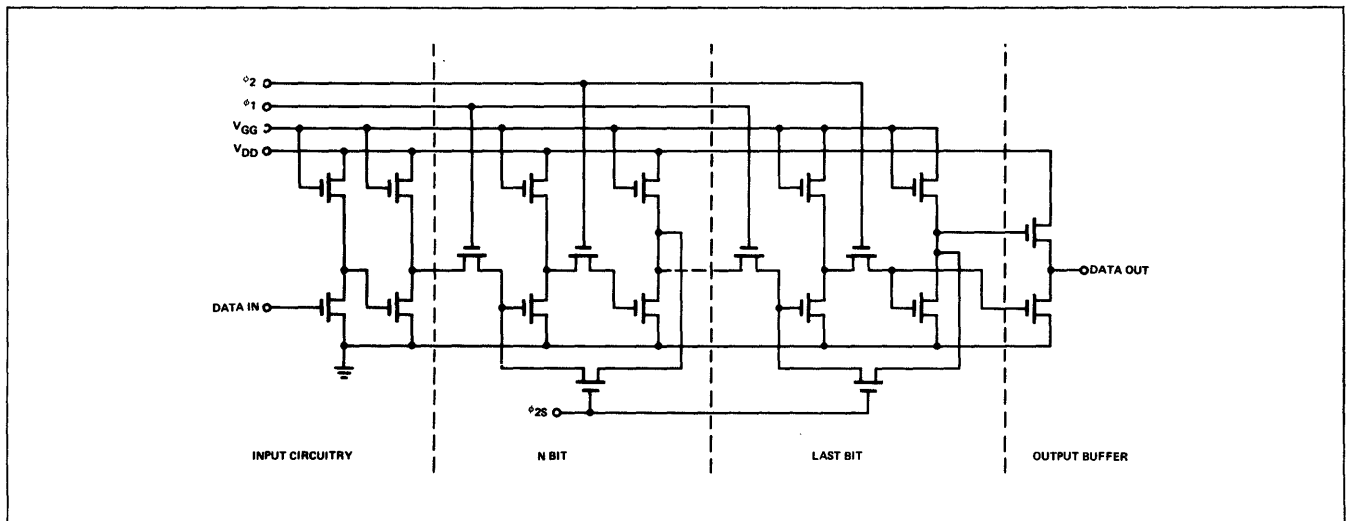 ϕ2
ϕ1
VGG
VDD
DATA IN
DATA OUT
ϕ2S
INPUT CIRCUITRY
N BIT
LAST BIT
OUTPUT BUFFER